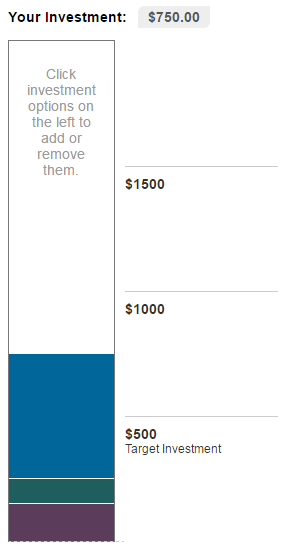 Your Investment: $750.00
Click
investment
options on
the left to
add or
remove
them.
$1500
$1000
$500
Target Investment